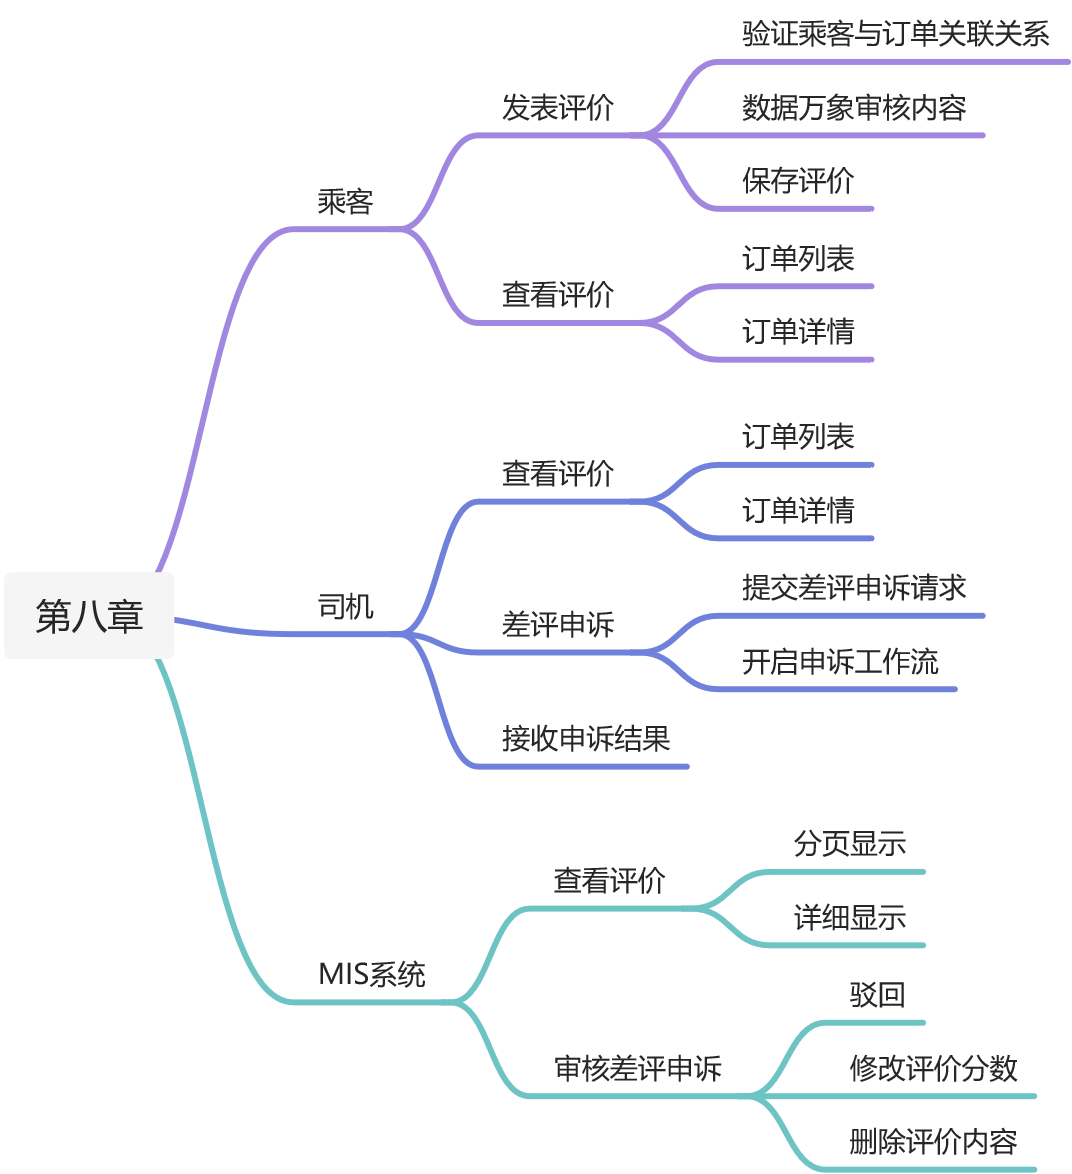 第八章
乘客
发表评价
验证乘客与订单关联关系
数据万象审核内容
保存评价
查看评价
订单列表
订单详情
司机
查看评价
订单列表
订单详情
差评申诉
提交差评申诉请求
开启申诉工作流
接收申诉结果
MIS系统
查看评价
分页显示
详细显示
审核差评申诉
驳回
修改评价分数
删除评价内容